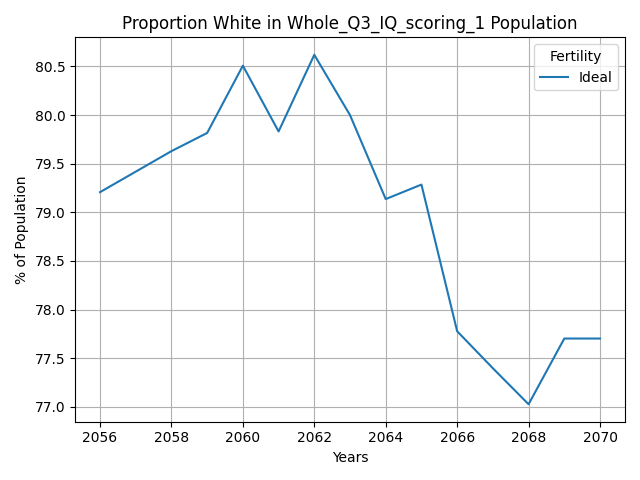 Proportion White in Whole_Q3_IQ_scoring_1 Population
Fertility
Ideal
% of Population
80.5
80.0
79.5
79.0
78.5
78.0
77.5
77.0
2056 2058 2060 2062 2064 2066 2068 2070
Years